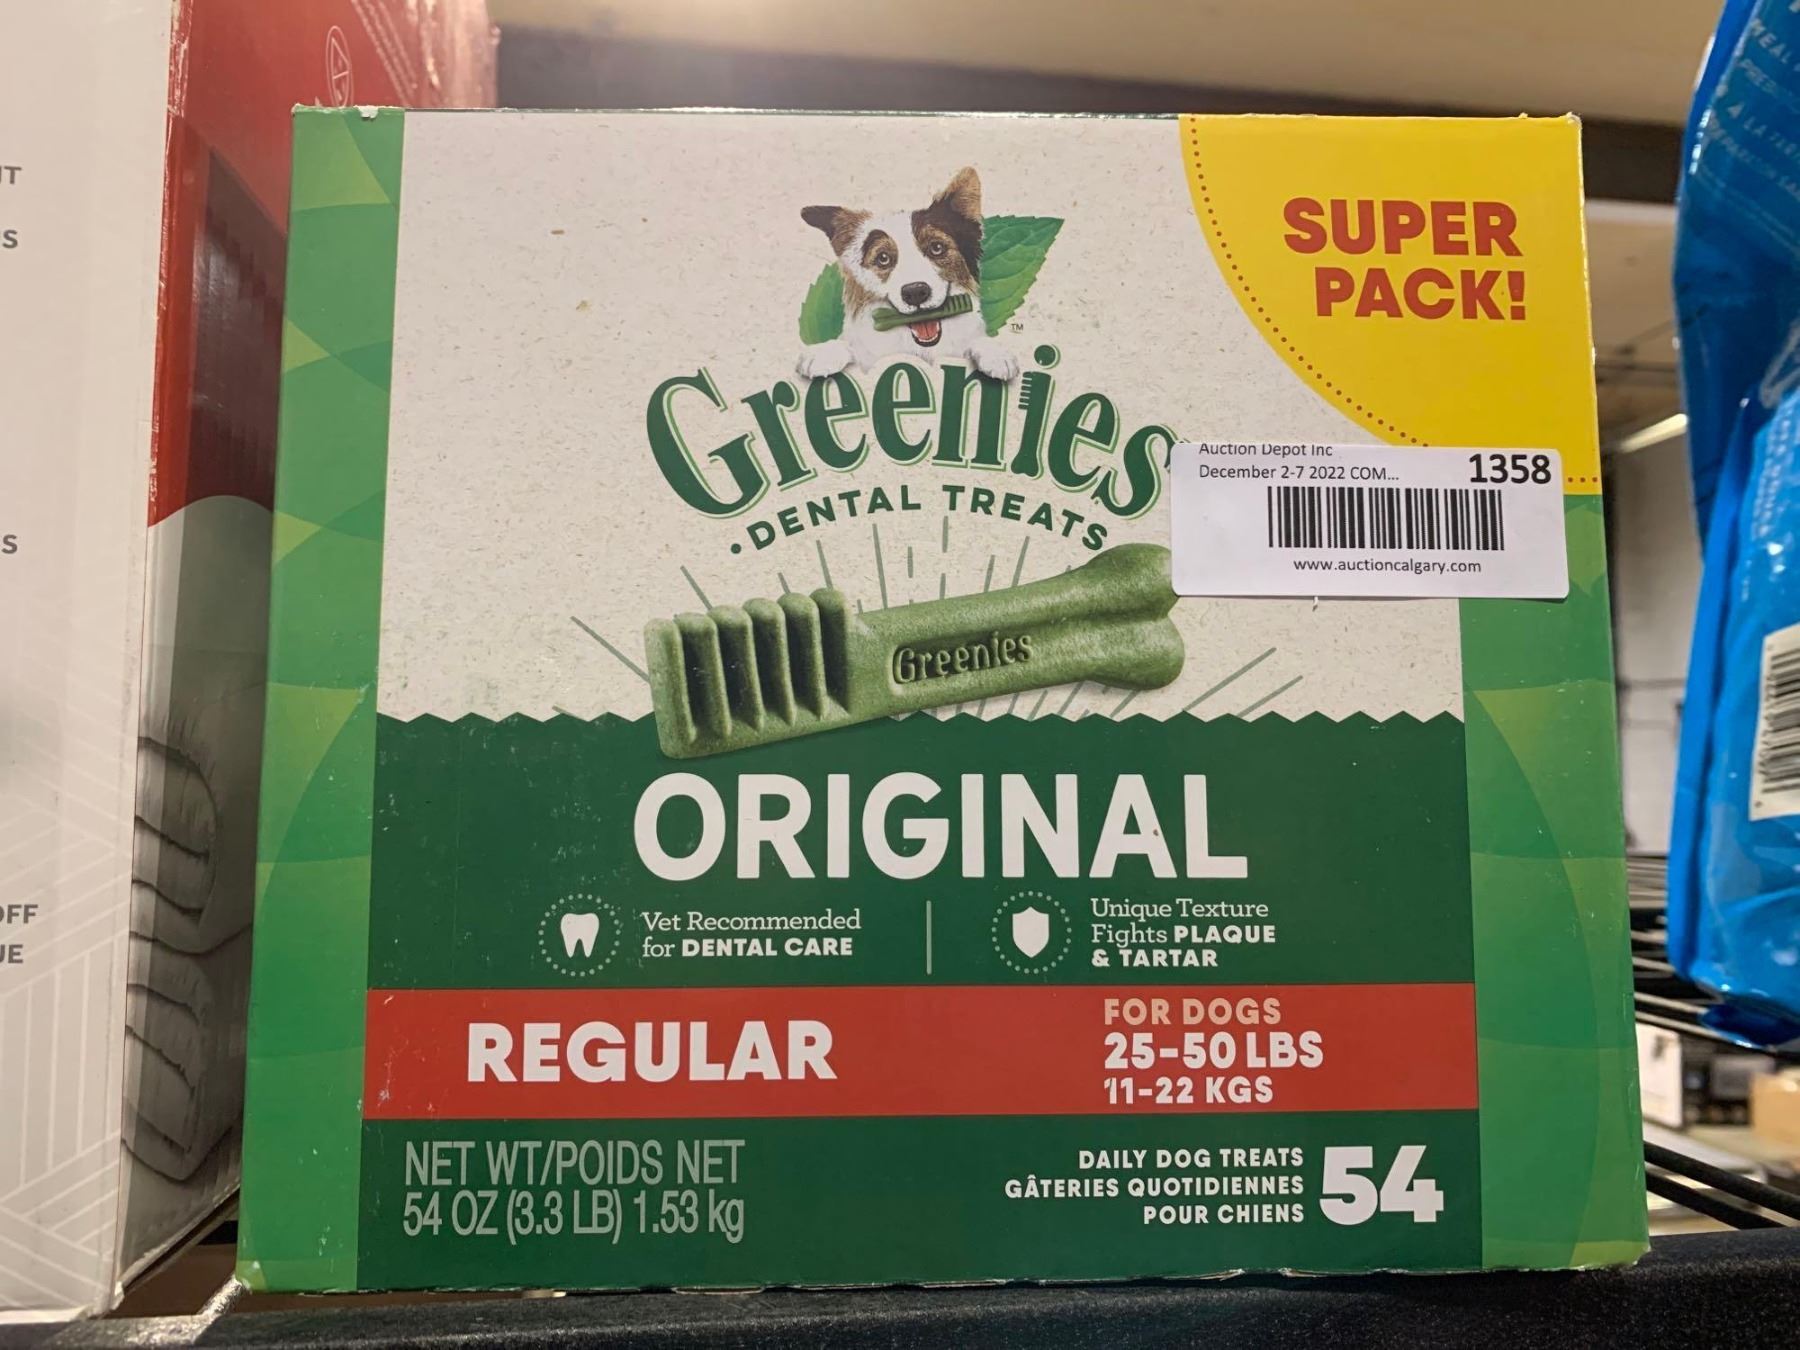 SUPER
PACK!
TM
Greenies
• DENTAL TREATS
Auction Depot Inc
December 2-7 2022 COM...
1358
www.auctioncalgary.com
Greenies
ORIGINAL
Vet Recommended
for DENTAL CARE
Unique Texture
Fights PLAQUE
& TARTAR
REGULAR
FOR DOGS
25-50 LBS
11-22 KGS
NET WT/POIDS NET
54 OZ (3.3 LB) 1.53 kg
DAILY DOG TREATS
GÂTERIES QUOTIDIENNES
POUR CHIENS
54